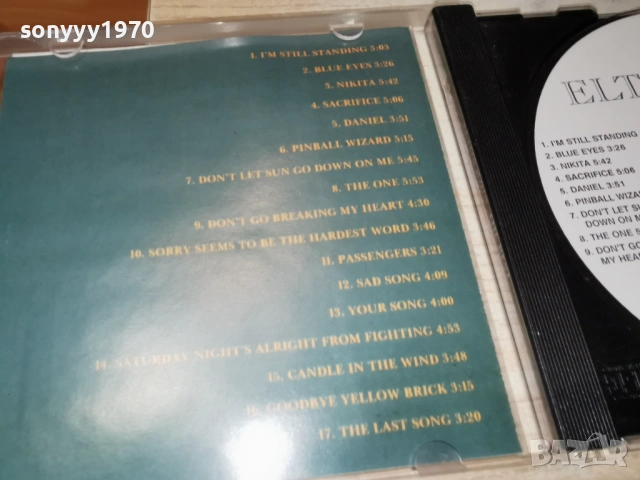 sonyyy1970
1. I'M STILL STANDING 5:03
2. BLUE EYES 3:26
3. NIKITA 5:42
4. SACRIFICE 5:06
5. DANIEL 3:51
6. PINBALL WIZARD 5:15
7. DON'T LET SUN GO DOWN ON ME 5:45
8. THE ONE 5:53
9. DON'T GO BREAKING MY HEART 4:30
10. SORRY SEEMS TO BE THE HARDEST WORD 3:46
11. PASSENGERS 3:21
12. SAD SONG 4:09
13. YOUR SONG 4:00
14. SATURDAY NIGHT'S ALRIGHT FROM FIGHTING 4:53
15. CANDLE IN THE WIND 3:48
16. GOODBYE YELLOW BRICK 3:15
17. THE LAST SONG 3:20
ELT
1. I'M STILL STANDING
2. BLUE EYES 3:26
3. NIKITA 5:42
4. SACRIFICE 5:06
5. DANIEL 3:51
6. PINBALL WIZAR
7. DON'T LET SU
DOWN ON M
8. THE ONE 5
9. DON'T GO
MY HEAR
BAZAR